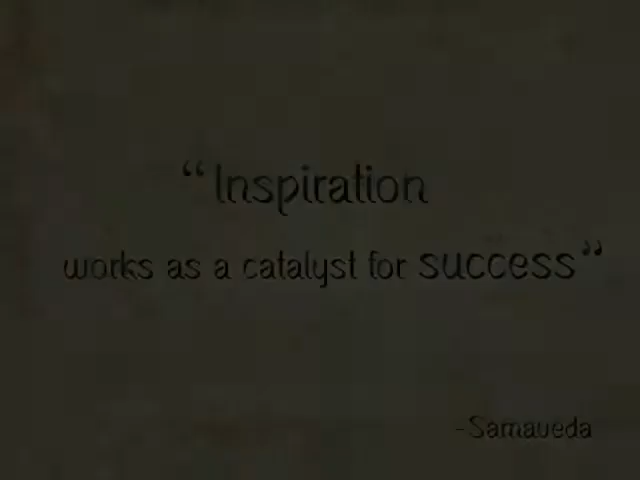 “Inspiration
works as a catalyst for success”
-Samaveda